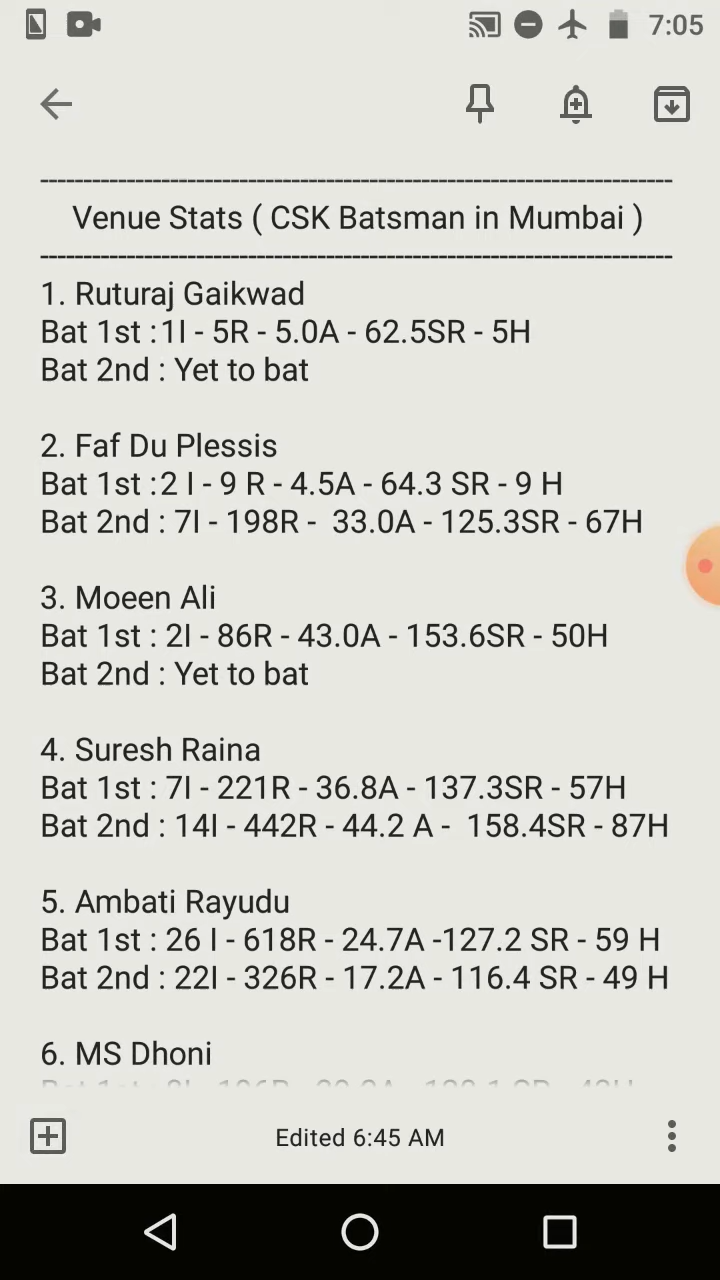 7:05
---------------------------------------------------------------------------
Venue Stats ( CSK Batsman in Mumbai )
---------------------------------------------------------------------------
1. Ruturaj Gaikwad
Bat 1st :1I - 5R - 5.0A - 62.5SR - 5H
Bat 2nd : Yet to bat
2. Faf Du Plessis
Bat 1st :2 I - 9 R - 4.5A - 64.3 SR - 9 H
Bat 2nd : 7I - 198R -  33.0A - 125.3SR - 67H
3. Moeen Ali
Bat 1st : 2I - 86R - 43.0A - 153.6SR - 50H
Bat 2nd : Yet to bat
4. Suresh Raina
Bat 1st : 7I - 221R - 36.8A - 137.3SR - 57H
Bat 2nd : 14I - 442R - 44.2 A -  158.4SR - 87H
5. Ambati Rayudu
Bat 1st : 26 I - 618R - 24.7A -127.2 SR - 59 H
Bat 2nd : 22I - 326R - 17.2A - 116.4 SR - 49 H
6. MS Dhoni
Edited 6:45 AM